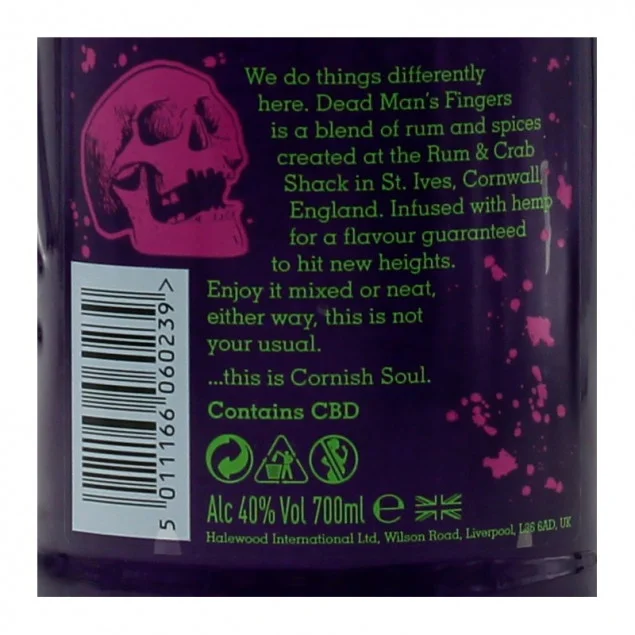 We do things differently
here. Dead Man's Fingers
is a blend of rum and spices
created at the Rum & Crab
Shack in St. Ives, Cornwall,
England. Infused with hemp
for a flavour guaranteed
to hit new heights.
Enjoy it mixed or neat,
either way, this is not
your usual.
...this is Cornish Soul.
Contains CBD
Alc 40% Vol 700ml ℮
Halewood International Ltd, Wilson Road, Liverpool, L36 6AD, UK
5 011166 060239 >